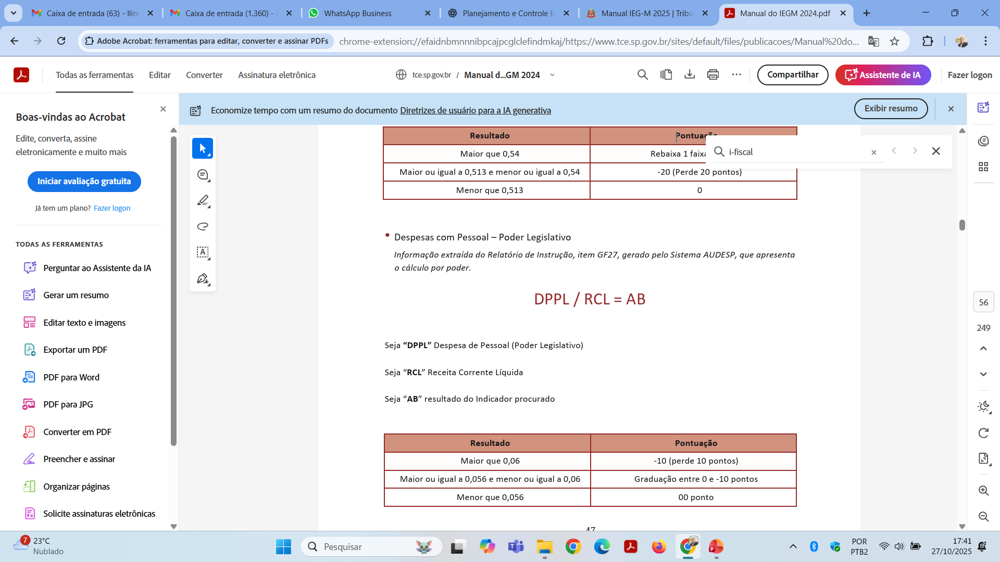 Caixa de entrada (63) - Ilim
Caixa de entrada (1.360) -
WhatsApp Business
Planejamento e Controle E
Manual IEG-M 2025 | Tribu
Manual do IEGM 2024.pdf
Adobe Acrobat: ferramentas para editar, converter e assinar PDFs
chrome-extension://efaidnbmnnnibpcajpcglclefindmkaj/https://www.tce.sp.gov.br/sites/default/files/publicacoes/Manual%20do...
Todas as ferramentas
Editar
Converter
Assinatura eletrônica
tce.sp.gov.br / Manual d...GM 2024
Compartilhar
Assistente de IA
Fazer logon
Boas-vindas ao Acrobat
Edite, converta, assine
eletronicamente e muito mais
Iniciar avaliação gratuita
Já tem um plano? Fazer logon
TODAS AS FERRAMENTAS
Perguntar ao Assistente da IA
Gerar um resumo
Editar texto e imagens
Exportar um PDF
PDF para Word
PDF para JPG
Converter em PDF
Preencher e assinar
Organizar páginas
Solicite assinaturas eletrônicas
Economize tempo com um resumo do documento Diretrizes de usuário para a IA generativa
Exibir resumo
i-fiscal
Resultado Pontuação
Maior que 0,54 Rebaixa 1 faixa
Maior ou igual a 0,513 e menor ou igual a 0,54 -20 (Perde 20 pontos)
Menor que 0,513 0
• Despesas com Pessoal – Poder Legislativo
Informação extraída do Relatório de Instrução, item GF27, gerado pelo Sistema AUDESP, que apresenta
o cálculo por poder.
DPPL / RCL = AB
Seja “DPPL” Despesa de Pessoal (Poder Legislativo)
Seja “RCL” Receita Corrente Líquida
Seja “AB” resultado do Indicador procurado
Resultado Pontuação
Maior que 0,06 -10 (perde 10 pontos)
Maior ou igual a 0,056 e menor ou igual a 0,06 Graduação entre 0 e -10 pontos
Menor que 0,056 00 ponto
47
56
249
7
23°C
Nublado
Pesquisar
POR
PTB2
17:41
27/10/2025